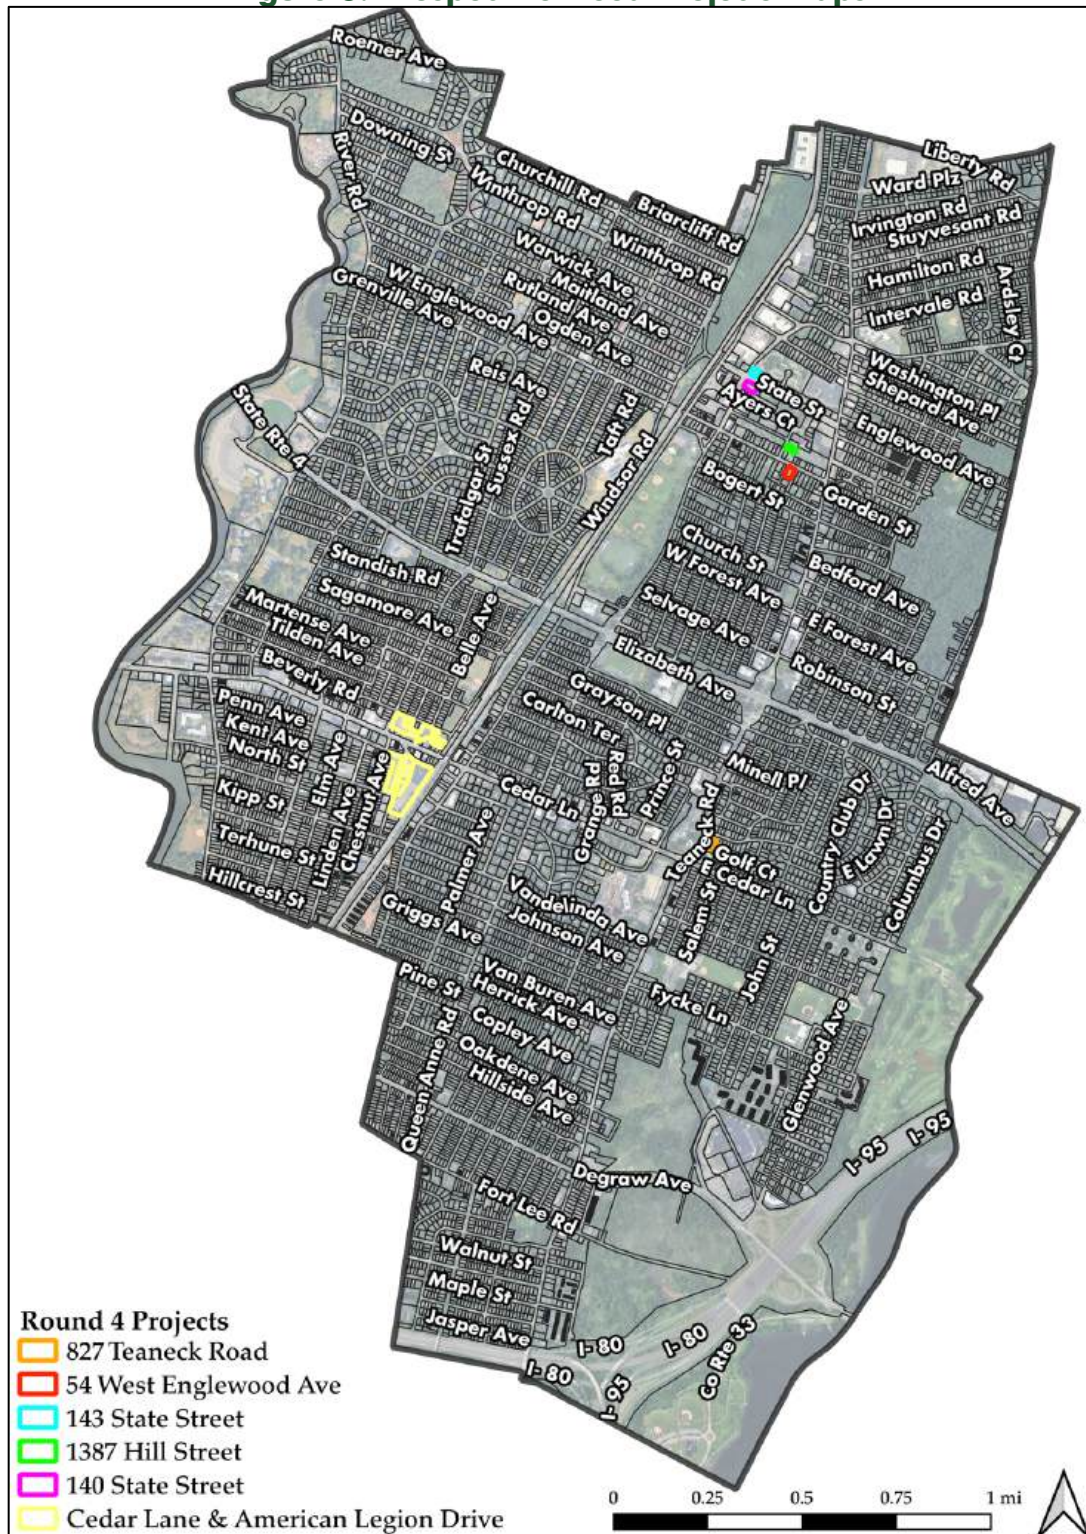 Roemer Ave
Downing St
River Rd
Churchill Rd
Winthrop Rd
Briarcliff Rd
Winthrop Rd
Liberty Rd
Ward Plz
Irvington Rd
Stuyvesant Rd
Hamilton Rd
Ardley Ct
Intervale Rd
Warwick Ave
Maitland Ave
Rutland Ave
Ogden Ave
W Englewood Ave
Grenville Ave
Reis Ave
Washington Pl
Shepard Ave
State St
Ayers Ct
Englewood Ave
State Rte 4
Trafalgar St
Sussex Rd
Taft Rd
Windsor Rd
Bogert St
Garden St
Church St
W Forest Ave
Bedford Ave
Standish Rd
Sagamore Ave
Selvage Ave
E Forest Ave
Martense Ave
Tilden Ave
Belle Ave
Elizabeth Ave
Robinson St
Beverly Rd
Grayson Pl
Carlton Ter
Penn Ave
Kent Ave
North St
Elm Ave
Chestnut Ave
Linden Ave
Kipp St
Terhune St
Hillcrest St
Cedar Ln
Grange Rd
Red Rd
Prince St
Minell Pl
Alfred Ave
Teaneck Rd
Golf Ct
E Cedar Ln
Country Club Dr
E Lawn Dr
Columbus Dr
Palmer Ave
Griggs Ave
Vandelinda Ave
Johnson Ave
Salem St
John St
Pine St
Van Buren Ave
Herrick Ave
Fycke Ln
Copley Ave
Queen Anne Rd
Oakdene Ave
Hillside Ave
Glenwood Ave
I- 95
I- 95
Degraw Ave
Fort Lee Rd
Walnut St
Maple St
Jasper Ave
I- 80
I- 80
I- 80
I- 95
Co Rte 33
Round 4 Projects
827 Teaneck Road
54 West Englewood Ave
143 State Street
1387 Hill Street
140 State Street
Cedar Lane & American Legion Drive
0 0.25 0.5 0.75 1 mi